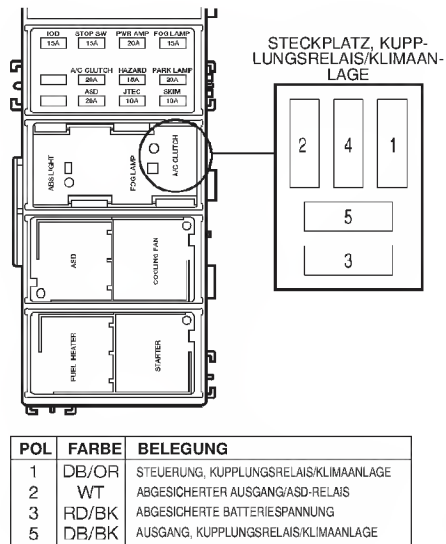 IOD STOP SW PWR AMP FOG LAMP
15A 15A 20A 15A
A/C CLUTCH HAZARD PARK LAMP
20A 15A 20A
ASD JTEC SKIM
20A 10A 10A
ABS LIGHT
FOG LAMP
A/C CLUTCH
ASD
COOLING FAN
FUEL HEATER
STARTER
STECKPLATZ, KUPP-
LUNGSRELAIS/KLIMAAN-
LAGE
2 4 1
5
3
POL FARBE BELEGUNG
1 DB/OR STEUERUNG, KUPPLUNGSRELAIS/KLIMAANLAGE
2 WT ABGESICHERTER AUSGANG/ASD-RELAIS
3 RD/BK ABGESICHERTE BATTERIESPANNUNG
5 DB/BK AUSGANG, KUPPLUNGSRELAIS/KLIMAANLAGE